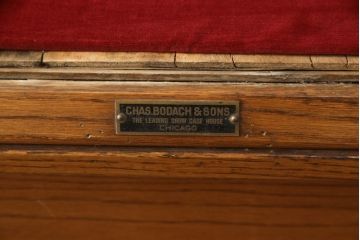 CHAS. BODACH & SONS
THE LEADING SHOW CASE HOUSE
CHICAGO